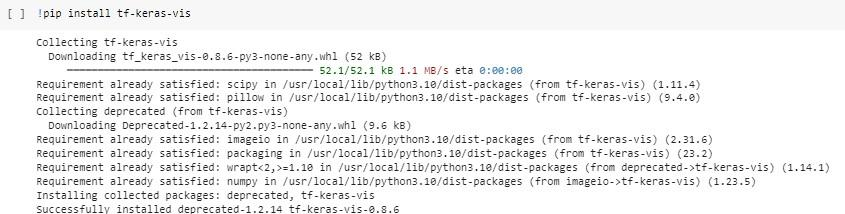 [ ] !pip install tf-keras-vis
Collecting tf-keras-vis
Downloading tf_keras_vis-0.8.6-py3-none-any.whl (52 kB)
52.1/52.1 kB 1.1 MB/s eta 0:00:00
Requirement already satisfied: scipy in /usr/local/lib/python3.10/dist-packages (from tf-keras-vis) (1.11.4)
Requirement already satisfied: pillow in /usr/local/lib/python3.10/dist-packages (from tf-keras-vis) (9.4.0)
Collecting deprecated (from tf-keras-vis)
Downloading Deprecated-1.2.14-py2.py3-none-any.whl (9.6 kB)
Requirement already satisfied: imageio in /usr/local/lib/python3.10/dist-packages (from tf-keras-vis) (2.31.6)
Requirement already satisfied: packaging in /usr/local/lib/python3.10/dist-packages (from tf-keras-vis) (23.2)
Requirement already satisfied: wrapt<2,>=1.10 in /usr/local/lib/python3.10/dist-packages (from deprecated->tf-keras-vis) (1.14.1)
Requirement already satisfied: numpy in /usr/local/lib/python3.10/dist-packages (from imageio->tf-keras-vis) (1.23.5)
Installing collected packages: deprecated, tf-keras-vis
Successfully installed deprecated-1.2.14 tf-keras-vis-0.8.6